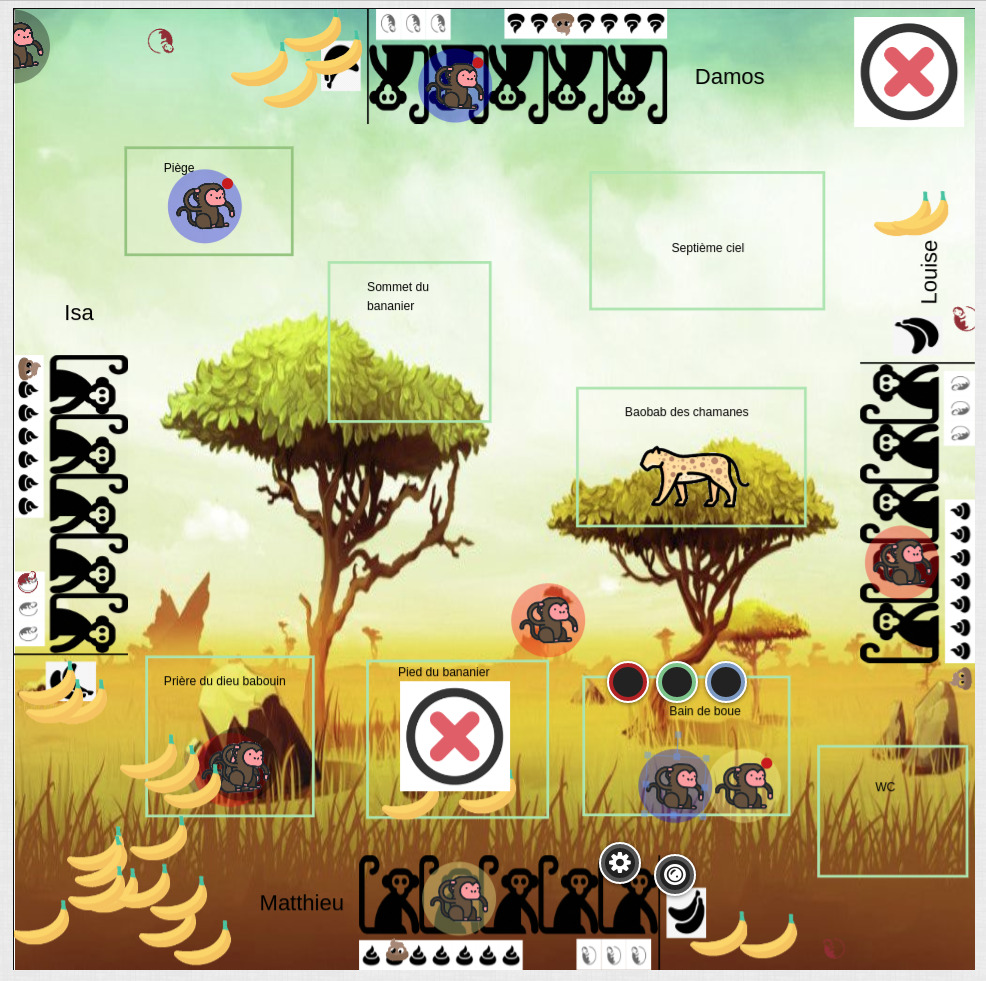 Damos
Piège
Septième ciel
Louise
Sommet du
bananier
Isa
Baobab des chamanes
Pied du bananier
Prière du dieu babouin
Bain de boue
WC
Matthieu